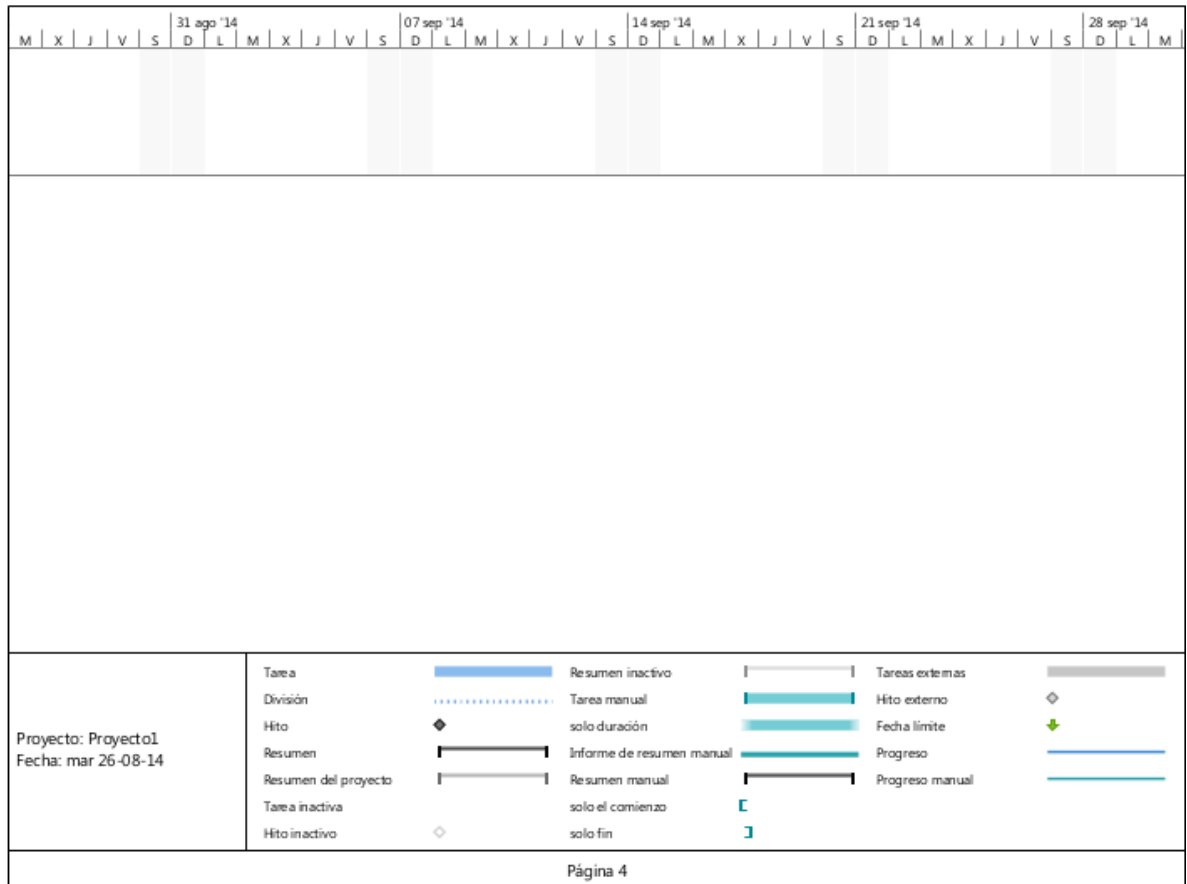 31 ago '14 07 sep '14 14 sep '14 21 sep '14 28 sep '14
M X J V S D L M X J V S D L M X J V S D L M X J V S D L M X J V S D L M
Proyecto: Proyecto1
Fecha: mar 26-08-14
Tarea
División
Hito
Resumen
Resumen del proyecto
Tarea inactiva
Hito inactivo
Resumen inactivo
Tarea manual
solo duración
Informe de resumen manual
Resumen manual
solo el comienzo
solo fin
Tareas externas
Hito externo
Fecha límite
Progreso
Progreso manual
Página 4